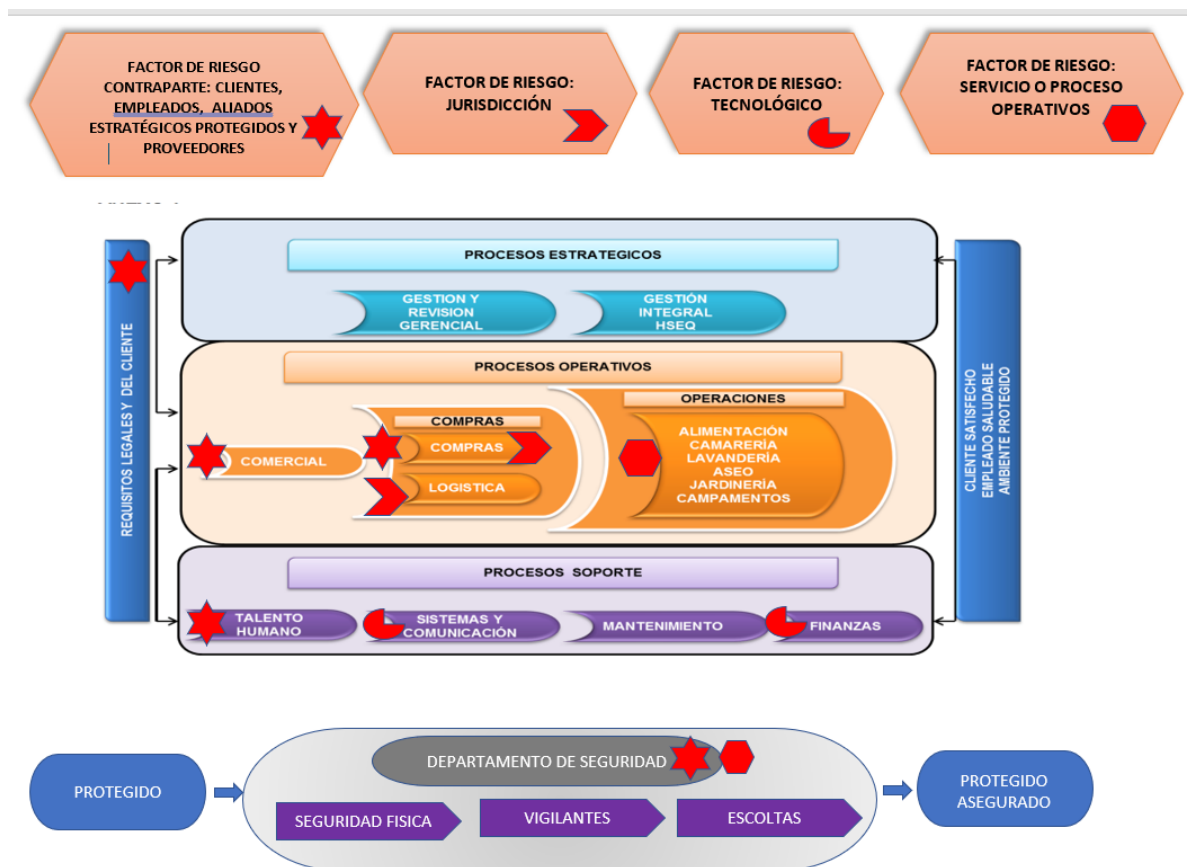 FACTOR DE RIESGO
CONTRAPARTE: CLIENTES,
EMPLEADOS, ALIADOS
ESTRATÉGICOS PROTEGIDOS Y
PROVEEDORES
FACTOR DE RIESGO:
JURISDICCIÓN
FACTOR DE RIESGO:
TECNOLÓGICO
FACTOR DE RIESGO:
SERVICIO O PROCESO
OPERATIVOS
REQUISITOS LEGALES Y DEL CLIENTE
PROCESOS ESTRATEGICOS
GESTION Y
REVISION
GERENCIAL
GESTIÓN
INTEGRAL
HSEQ
PROCESOS OPERATIVOS
COMERCIAL
COMPRAS
COMPRAS
LOGISTICA
OPERACIONES
ALIMENTACIÓN
CAMARERÍA
LAVANDERÍA
ASEO
JARDINERÍA
CAMPAMENTOS
PROCESOS SOPORTE
TALENTO
HUMANO
SISTEMAS Y
COMUNICACIÓN
MANTENIMIENTO
FINANZAS
CLIENTE SATISFECHO
EMPLEADO SALUDABLE
AMBIENTE PROTEGIDO
PROTEGIDO
DEPARTAMENTO DE SEGURIDAD
SEGURIDAD FISICA
VIGILANTES
ESCOLTAS
PROTEGIDO
ASEGURADO